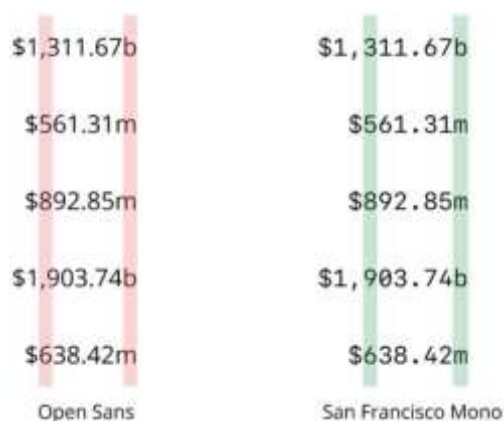 $1,311.67b
$561.31m
$892.85m
$1,903.74b
$638.42m
Open Sans
$1,311.67b
$561.31m
$892.85m
$1,903.74b
$638.42m
San Francisco Mono